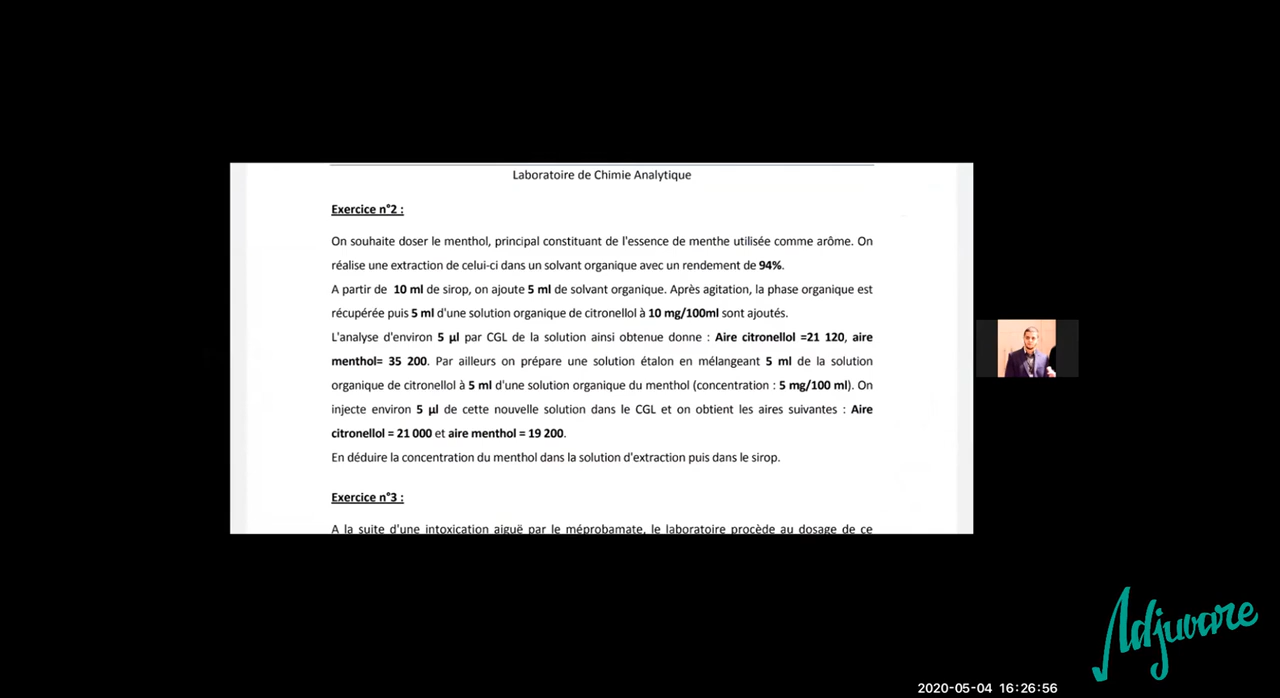 Laboratoire de Chimie Analytique
Exercice n°2 :
On souhaite doser le menthol, principal constituant de l'essence de menthe utilisée comme arôme. On
réalise une extraction de celui-ci dans un solvant organique avec un rendement de 94%.
A partir de 10 ml de sirop, on ajoute 5 ml de solvant organique. Après agitation, la phase organique est
récupérée puis 5 ml d'une solution organique de citronellol à 10 mg/100ml sont ajoutés.
L'analyse d'environ 5 µl par CGL de la solution ainsi obtenue donne : Aire citronellol =21 120, aire
menthol= 35 200. Par ailleurs on prépare une solution étalon en mélangeant 5 ml de la solution
organique de citronellol à 5 ml d'une solution organique du menthol (concentration : 5 mg/100 ml). On
injecte environ 5 µl de cette nouvelle solution dans le CGL et on obtient les aires suivantes : Aire
citronellol = 21 000 et aire menthol = 19 200.
En déduire la concentration du menthol dans la solution d'extraction puis dans le sirop.
Exercice n°3 :
A la suite d'une intoxication aiguë par le méprobamate, le laboratoire procède au dosage de ce
Adjuvare
2020-05-04 16:26:56